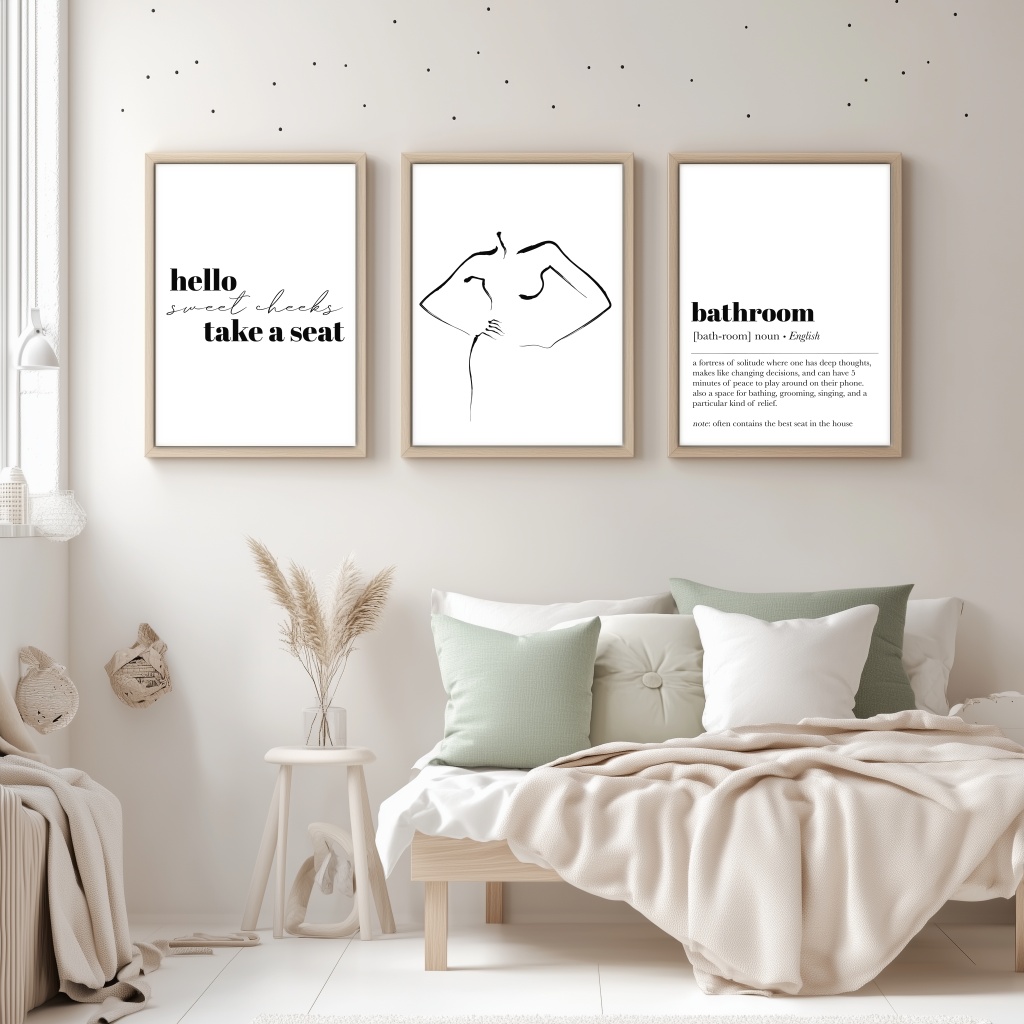 hello
sweet cheeks
take a seat
bathroom
[bath-room] noun • English
a fortress of solitude where one has deep thoughts,
makes like changing decisions, and can have 5
minutes of peace to play around on their phone.
also a space for bathing, grooming, singing, and a
particular kind of relief.
note: often contains the best seat in the house